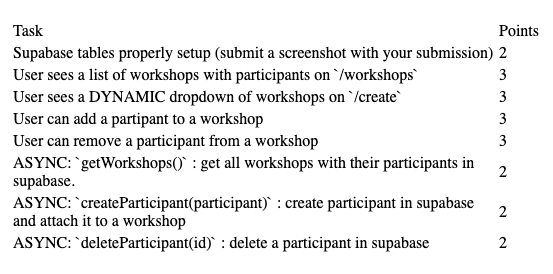 Task Points
Supabase tables properly setup (submit a screenshot with your submission) 2
User sees a list of workshops with participants on `/workshops` 3
User sees a DYNAMIC dropdown of workshops on `/create` 3
User can add a partipant to a workshop 3
User can remove a participant from a workshop 3
ASYNC: `getWorkshops()` : get all workshops with their participants in
supabase. 2
ASYNC: `createParticipant(participant)` : create participant in supabase
and attach it to a workshop 2
ASYNC: `deleteParticipant(id)` : delete a participant in supabase 2